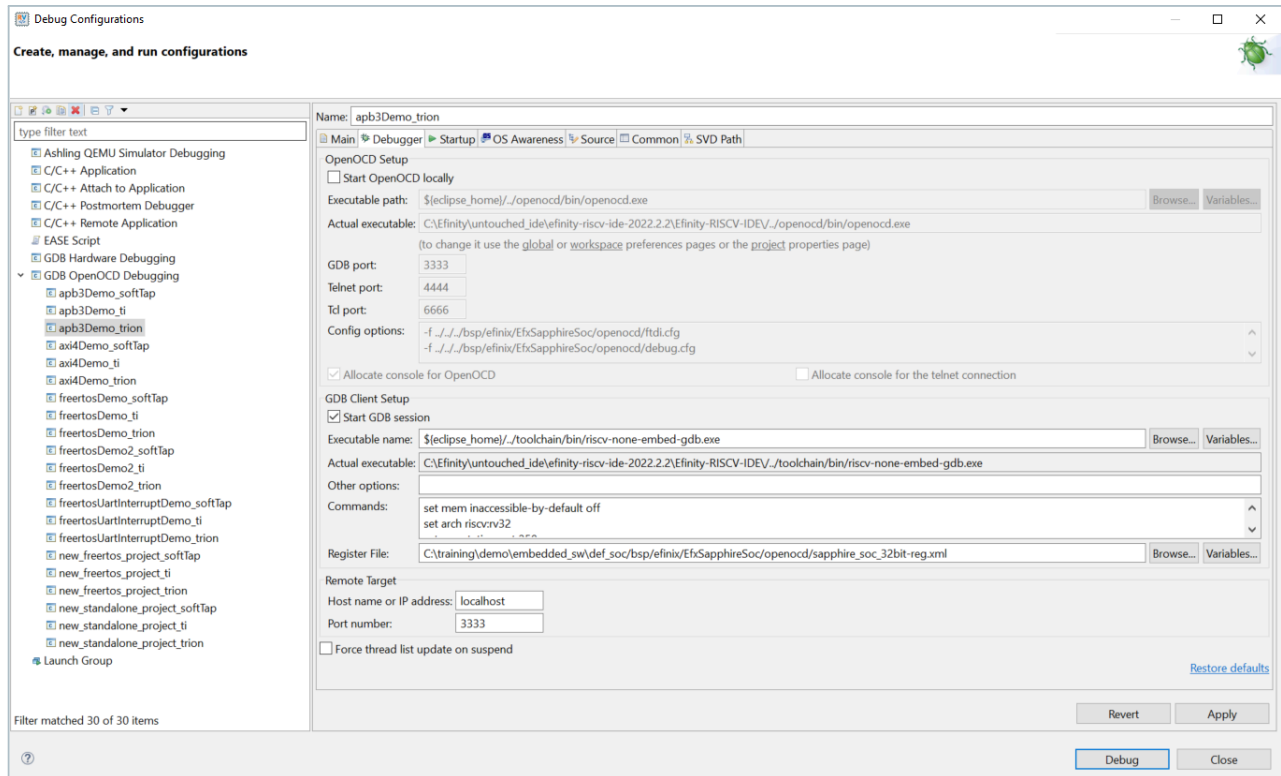 Debug Configurations
Create, manage, and run configurations
type filter text
Ashling QEMU Simulator Debugging
C/C++ Application
C/C++ Attach to Application
C/C++ Postmortem Debugger
C/C++ Remote Application
EASE Script
GDB Hardware Debugging
GDB OpenOCD Debugging
apb3Demo_softTap
apb3Demo_ti
apb3Demo_trion
axi4Demo_softTap
axi4Demo_ti
axi4Demo_trion
freertosDemo_softTap
freertosDemo_ti
freertosDemo_trion
freertosDemo2_softTap
freertosDemo2_ti
freertosDemo2_trion
freertosUartInterruptDemo_softTap
freertosUartInterruptDemo_ti
freertosUartInterruptDemo_trion
new_freertos_project_softTap
new_freertos_project_ti
new_freertos_project_trion
new_standalone_project_softTap
new_standalone_project_ti
new_standalone_project_trion
Launch Group
Filter matched 30 of 30 items
Name: apb3Demo_trion
Main Debugger Startup OS Awareness Source Common SVD Path
OpenOCD Setup
Start OpenOCD locally
Executable path: ${eclipse_home}/../openocd/bin/openocd.exe Browse... Variables...
Actual executable: C:\Efinity\untouched_ide\efinity-riscv-ide-2022.2.2\Efinity-RISCV-IDE\/../openocd/bin/openocd.exe
(to change it use the global or workspace preferences pages or the project properties page)
GDB port: 3333
Telnet port: 4444
Tcl port: 6666
Config options: -f ../../../bsp/efinix/EfxSapphireSoc/openocd/ftdi.cfg
-f ../../../bsp/efinix/EfxSapphireSoc/openocd/debug.cfg
Allocate console for OpenOCD Allocate console for the telnet connection
GDB Client Setup
Start GDB session
Executable name: ${eclipse_home}/../toolchain/bin/riscv-none-embed-gdb.exe Browse... Variables...
Actual executable: C:\Efinity\untouched_ide\efinity-riscv-ide-2022.2.2\Efinity-RISCV-IDE\/../toolchain/bin/riscv-none-embed-gdb.exe
Other options:
Commands: set mem inaccessible-by-default off
set arch riscv:rv32
Register File: C:\training\demo\embedded_sw\def_soc/bsp/efinix/EfxSapphireSoc/openocd/sapphire_soc_32bit-reg.xml Browse... Variables...
Remote Target
Host name or IP address: localhost
Port number: 3333
Force thread list update on suspend
Restore defaults
Revert Apply
Debug Close